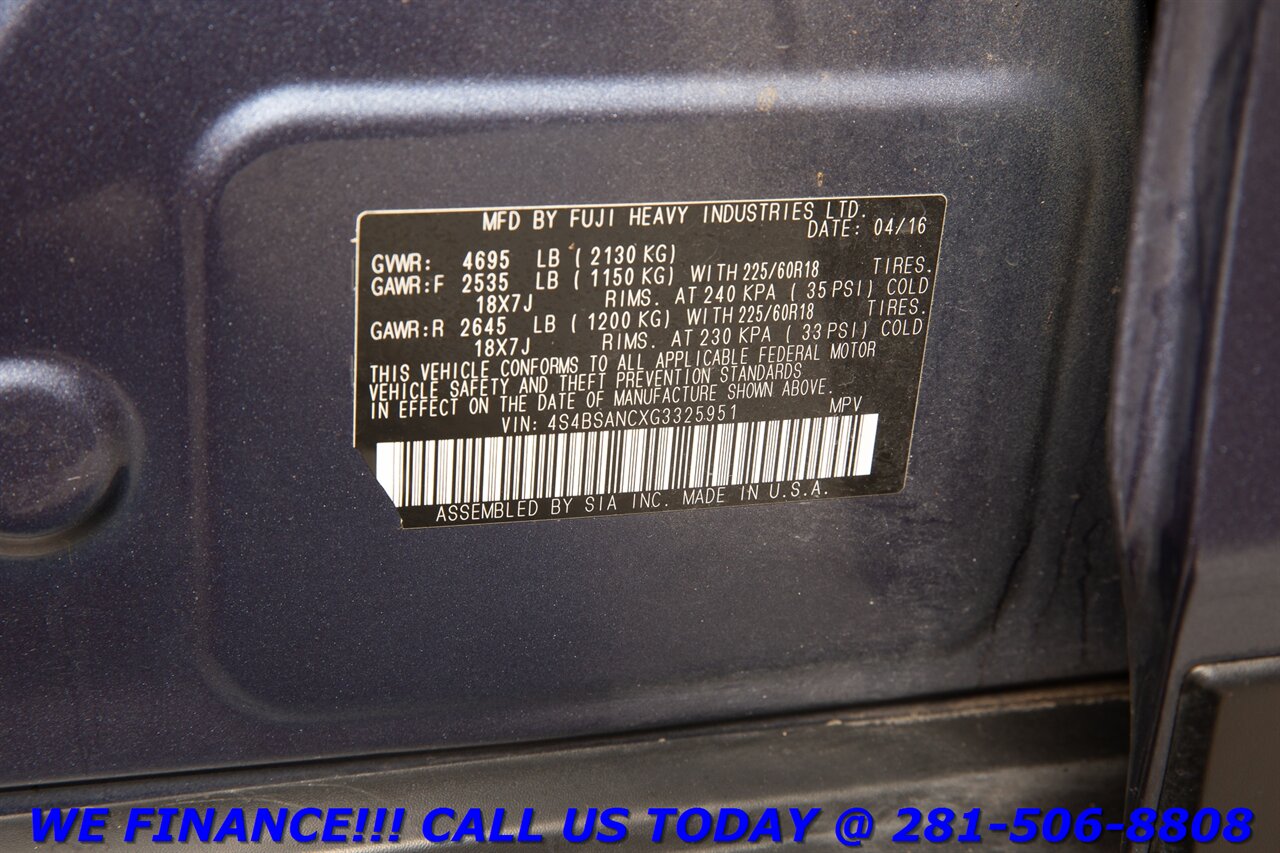 MFD BY FUJI HEAVY INDUSTRIES LTD.
DATE: 04/16
GVWR: 4695 LB (2130 KG)
GAWR:F 2535 LB (1150 KG) WITH 225/60R18 TIRES.
18X7J RIMS. AT 240 KPA (35 PSI) COLD
GAWR:R 2645 LB (1200 KG) WITH 225/60R18 TIRES.
18X7J RIMS. AT 230 KPA (33 PSI) COLD
THIS VEHICLE CONFORMS TO ALL APPLICABLE FEDERAL MOTOR
VEHICLE SAFETY AND THEFT PREVENTION STANDARDS
IN EFFECT ON THE DATE OF MANUFACTURE SHOWN ABOVE.
VIN: 4S4BSANCXG3325951 MPV
ASSEMBLED BY SIA INC. MADE IN U.S.A.
WE FINANCE!!! CALL US TODAY @ 281-506-8808